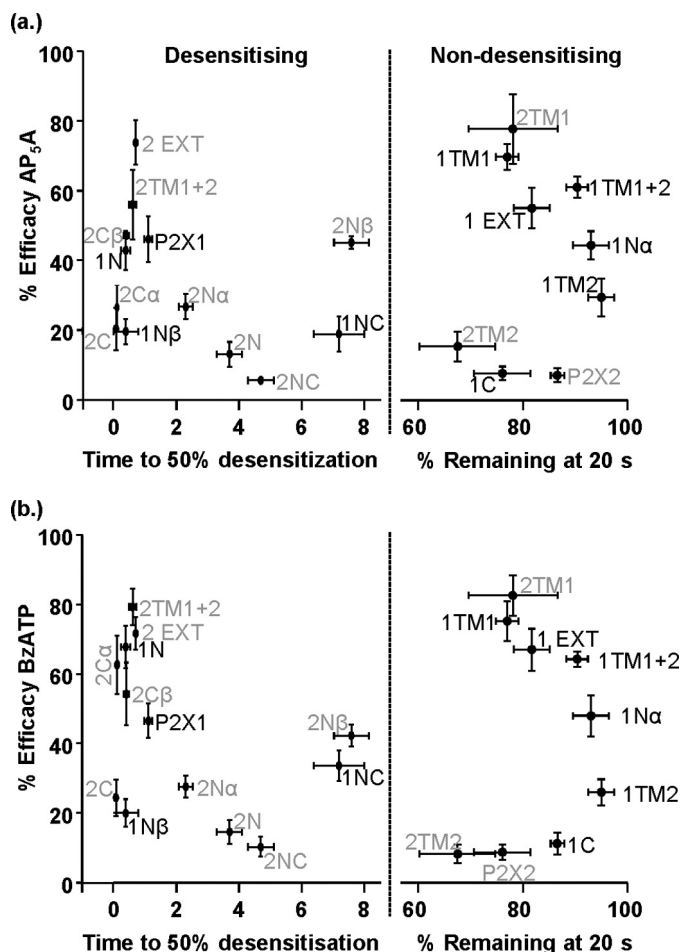 (a.)
Desensitising
Non-desensitising
% Efficacy AP5A
100
80
60
40
20
0
2 EXT
2TM1+2
2Cβ
P2X1
1N
2Cα
2Nα
2C
1Nβ
2N
2NC
2Nβ
1NC
2TM1
1TM1
1TM1+2
1 EXT
1Nα
1TM2
2TM2
1C
P2X2
0 2 4 6 8
60 80 100
Time to 50% desensitization
% Remaining at 20 s
(b.)
% Efficacy BzATP
100
80
60
40
20
0
2TM1+2
2 EXT
1N
2Cα
2Cβ
P2X1
2C
1Nβ
2Nα
2N
2NC
2Nβ
1NC
2TM1
1TM1
1 EXT
1TM1+2
1Nα
1TM2
2TM2
1C
P2X2
0 2 4 6 8
60 80 100
Time to 50% desensitisation
% Remaining at 20 s